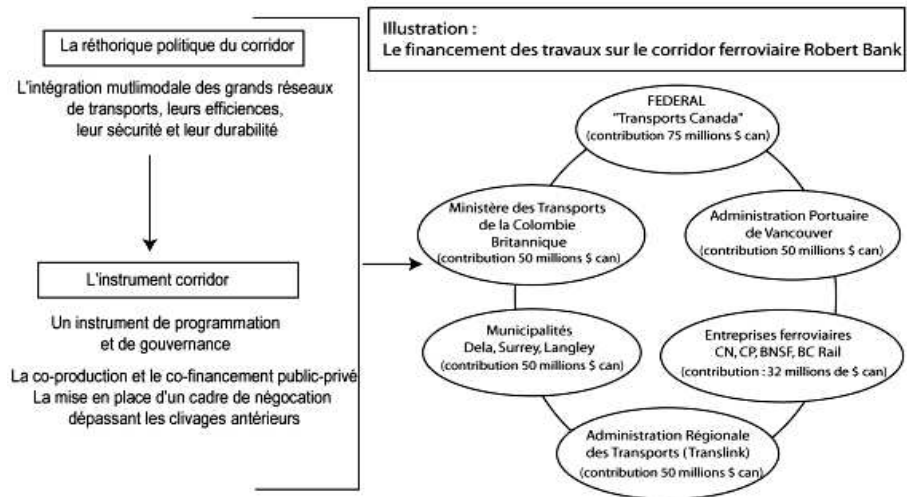 La réthorique politique du corridor
L'intégration mutlimodale des grands réseaux
de transports, leurs efficiences,
leur sécurité et leur durabilité
L'instrument corridor
Un instrument de programmation
et de gouvernance
La co-production et le co-financement public-privé
La mise en place d'un cadre de négocation
dépassant les clivages antérieurs
Illustration :
Le financement des travaux sur le corridor ferroviaire Robert Bank
FEDERAL
"Transports Canada"
(contribution 75 millions $ can)
Ministère des Transports
de la Colombie
Britannique
(contribution 50 millions $ can)
Administration Portuaire
de Vancouver
(contribution 50 millions $ can)
Municipalités
Dela, Surrey, Langley
(contribution 50 millions $ can)
Entreprises ferroviaires
CN, CP, BNSF, BC Rail
(contribution : 32 millions de $ can)
Administration Régionale
des Transports (Translink)
(contribution 50 millions $ can)